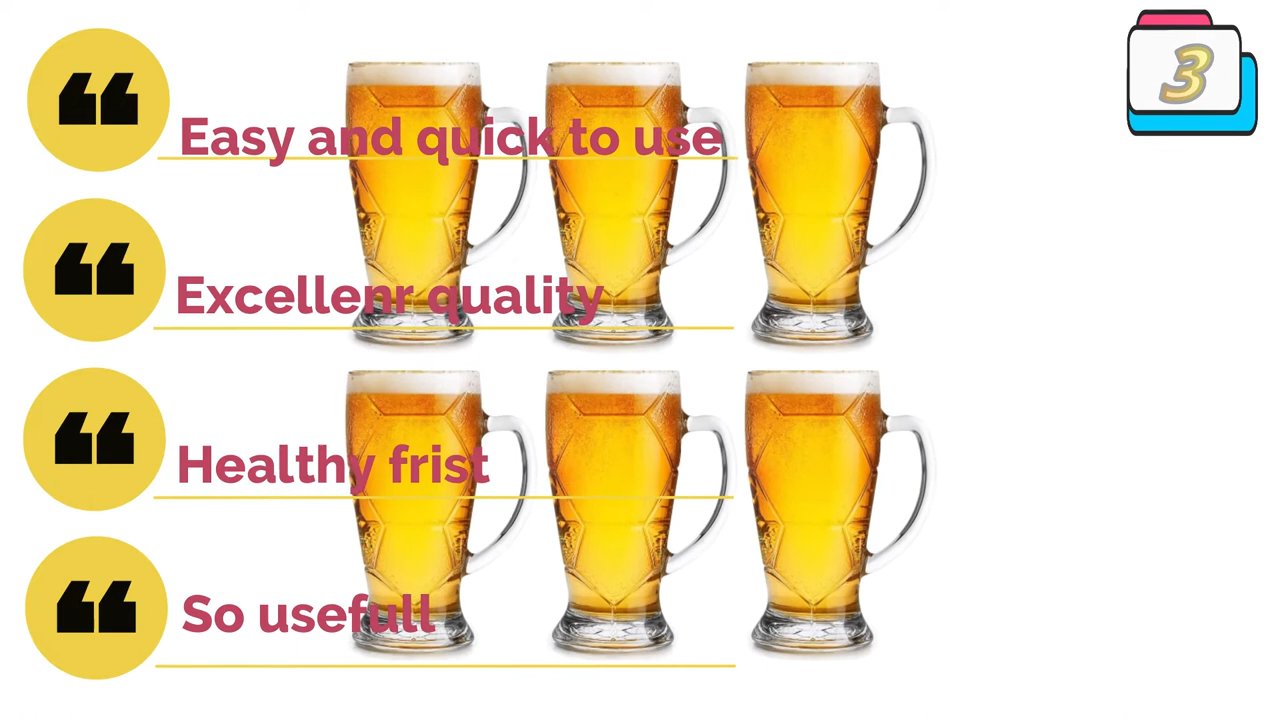 3
❝ Easy and quick to use
❝ Excellenr quality
❝ Healthy frist
❝ So usefull